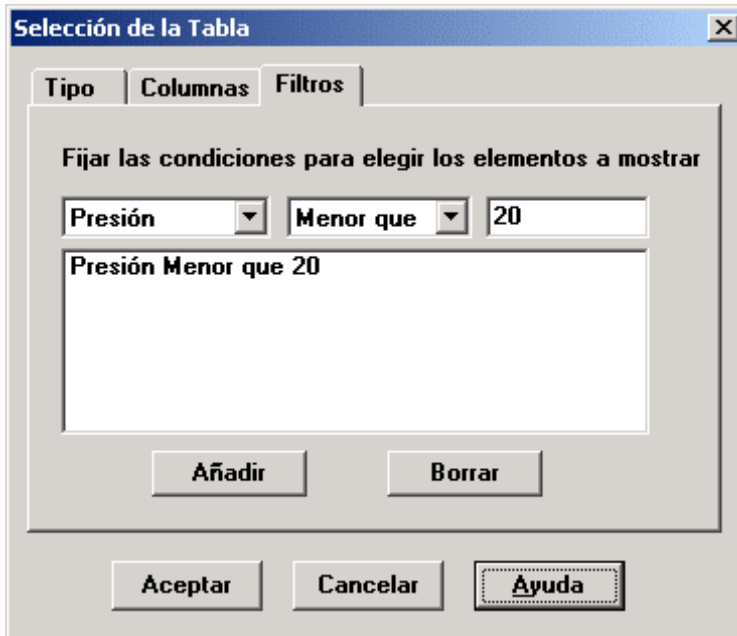 Selección de la Tabla
Tipo Columnas Filtros
Fijar las condiciones para elegir los elementos a mostrar
Presión Menor que 20
Presión Menor que 20
Añadir Borrar
Aceptar Cancelar Ayuda